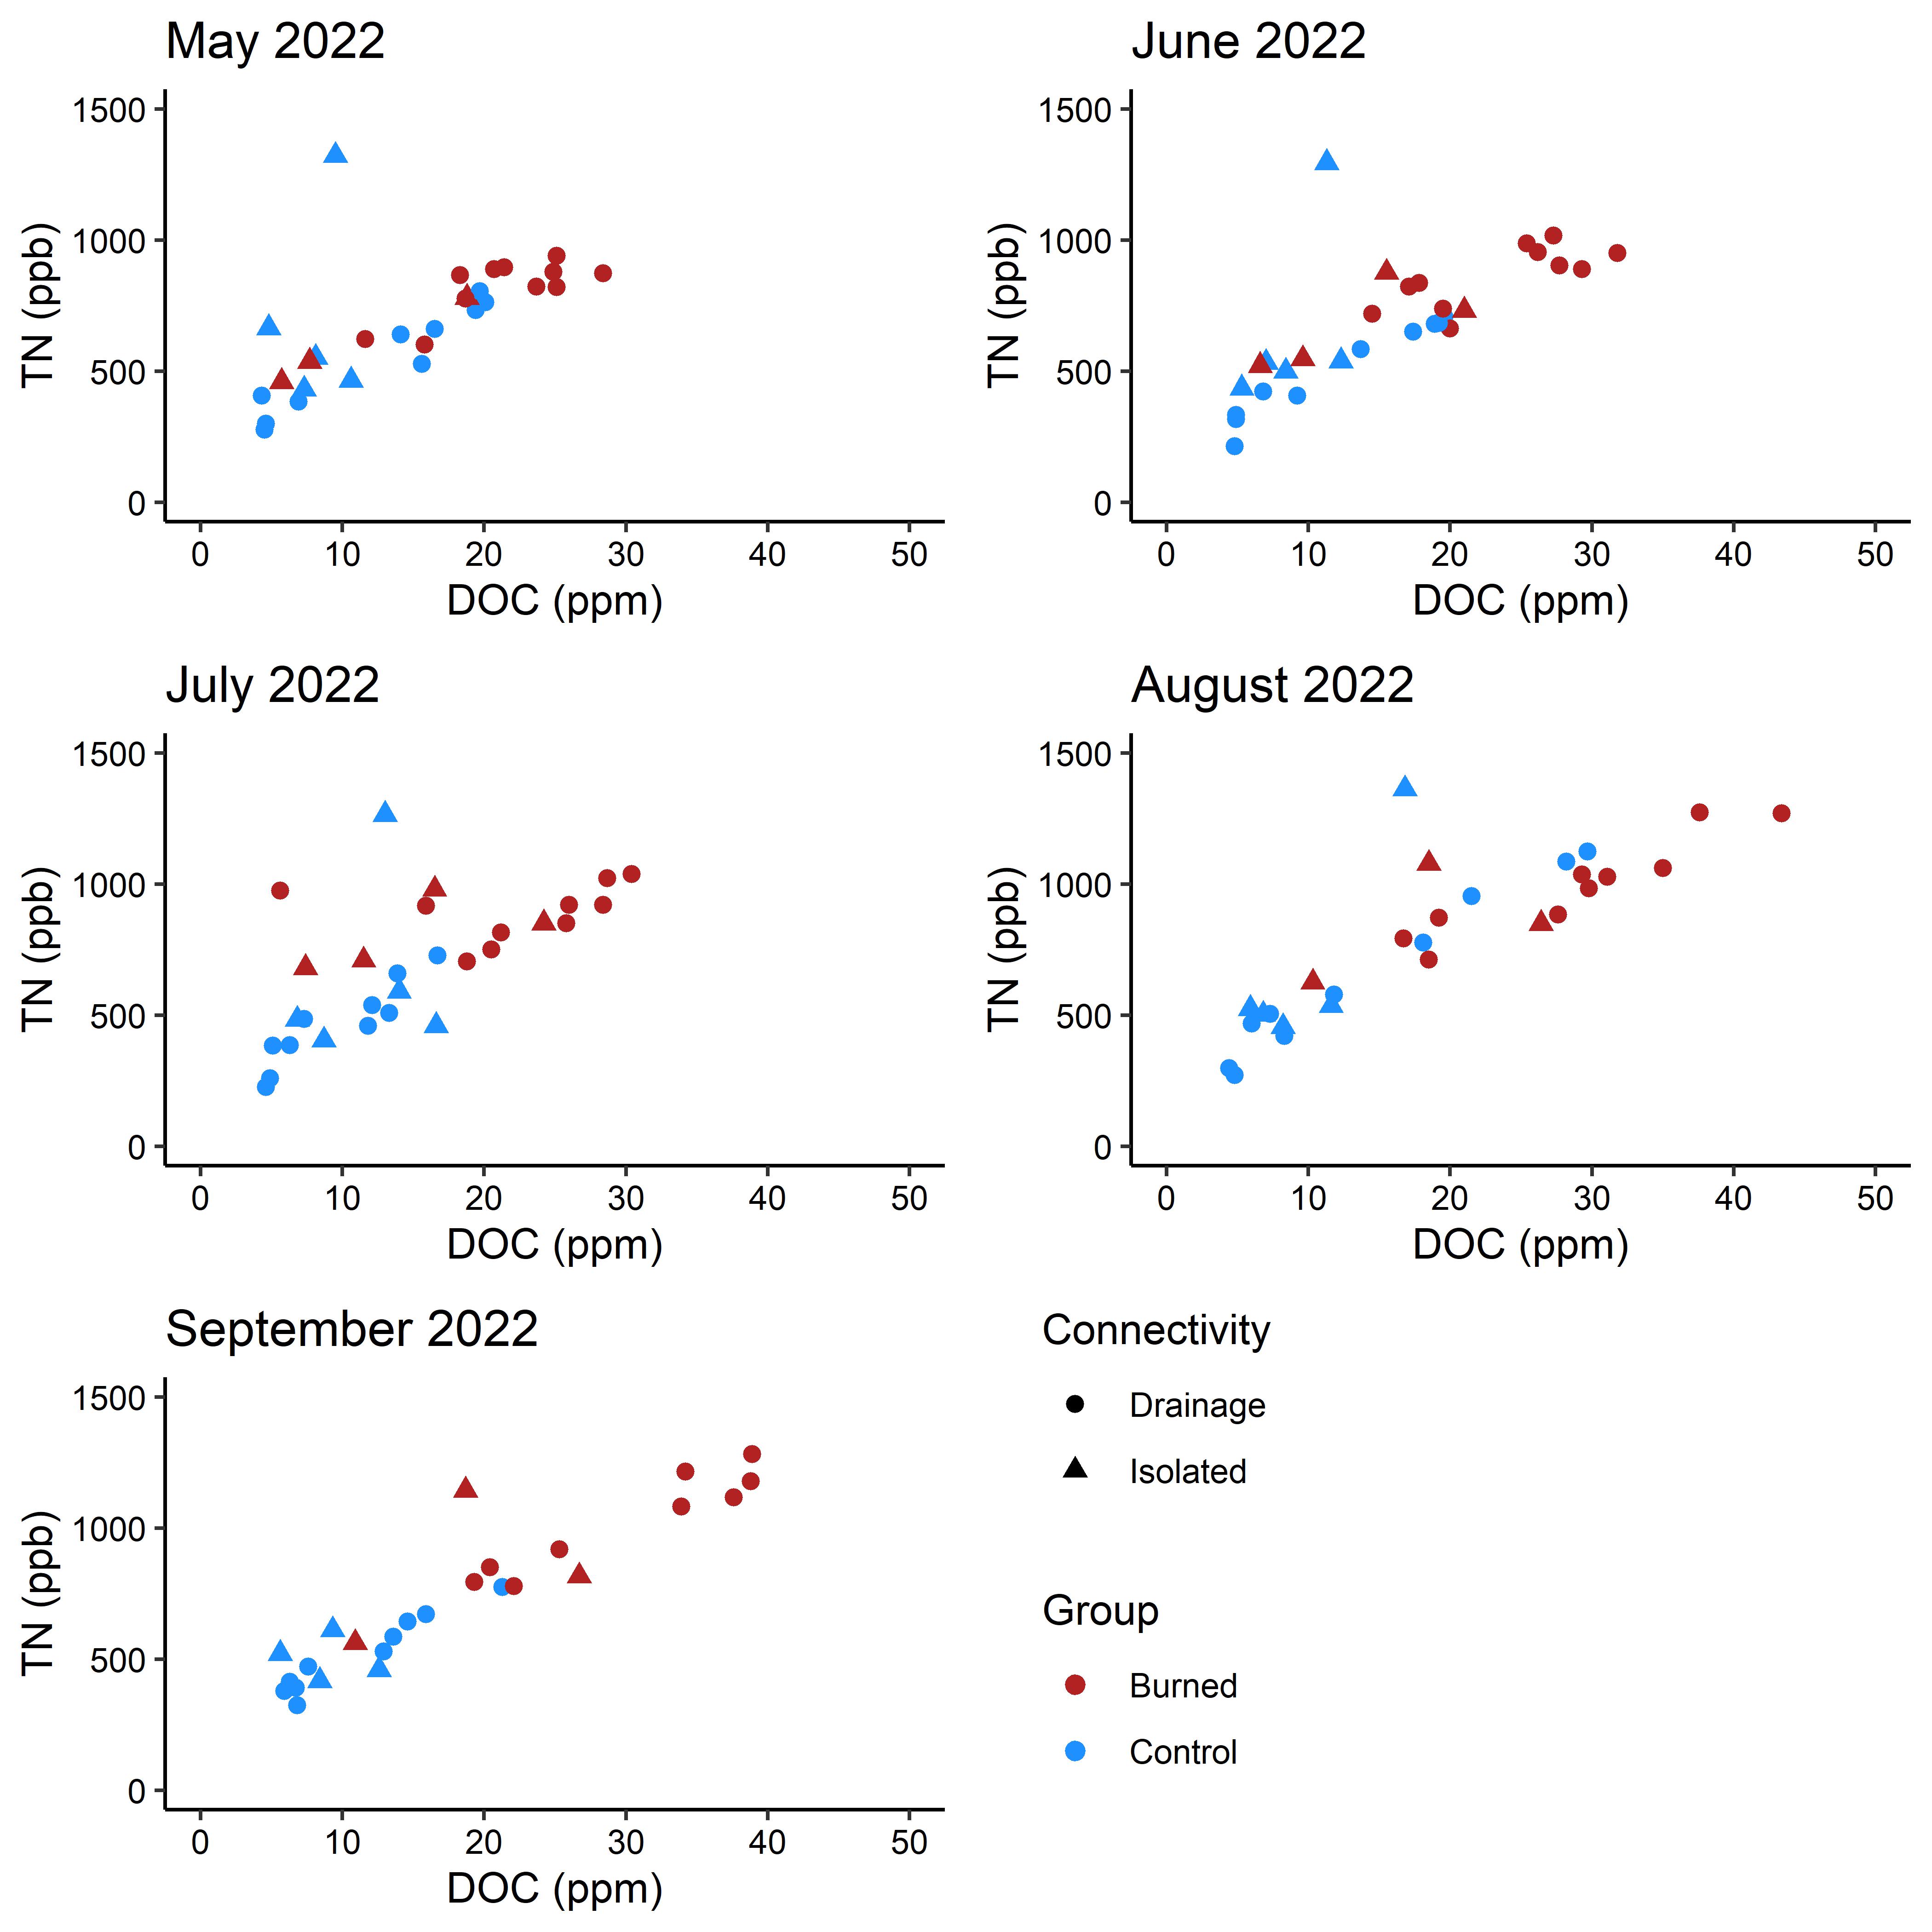 May 2022
1500
1000
500
0
TN (ppb)
0 10 20 30 40 50
DOC (ppm)
June 2022
1500
1000
500
0
TN (ppb)
0 10 20 30 40 50
DOC (ppm)
July 2022
1500
1000
500
0
TN (ppb)
0 10 20 30 40 50
DOC (ppm)
August 2022
1500
1000
500
0
TN (ppb)
0 10 20 30 40 50
DOC (ppm)
September 2022
1500
1000
500
0
TN (ppb)
0 10 20 30 40 50
DOC (ppm)
Connectivity
Drainage
Isolated
Group
Burned
Control